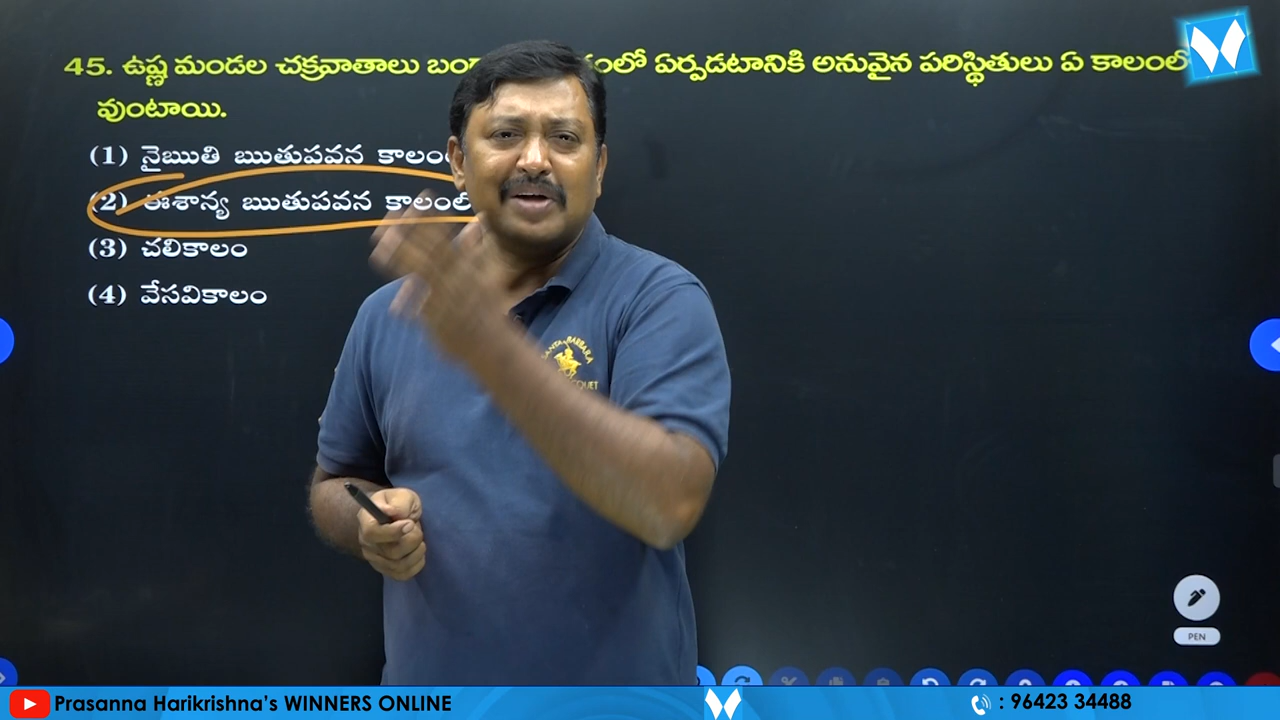 45. ఉష్ణ మండల చక్రవాతాలు ఏర్పడటానికి అనువైన పరిస్థితులు ఏ కాలంలో
వుంటాయి.
(1) నైఋతి ఋతుపవన
(2) ఈశాన్య ఋతుపవన
(3) చలికాలం
(4) వేసవికాలం
PEN
Prasanna Harikrishna's WINNERS ONLINE
: 96423 34488